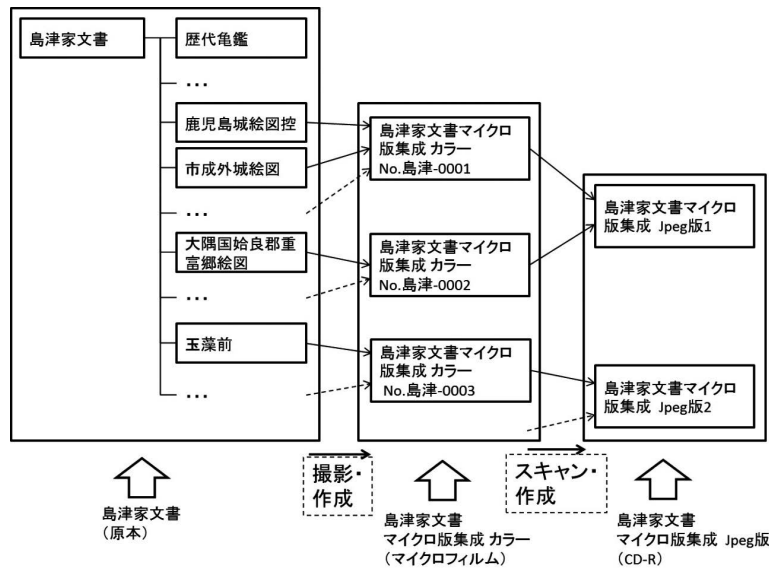 島津家文書
歴代亀鑑
...
鹿児島城絵図控
市成外城絵図
...
大隅国姶良郡重
富郷絵図
...
玉藻前
...
島津家文書マイクロ
版集成 カラー
No.島津-0001
島津家文書マイクロ
版集成 カラー
No.島津-0002
島津家文書マイクロ
版集成 カラー
No.島津-0003
島津家文書マイクロ
版集成 Jpeg版1
島津家文書マイクロ
版集成 Jpeg版2
撮影・
作成
スキャン・
作成
島津家文書
（原本）
島津家文書
マイクロ版集成 カラー
（マイクロフィルム）
島津家文書
マイクロ版集成 Jpeg版
（CD-R）